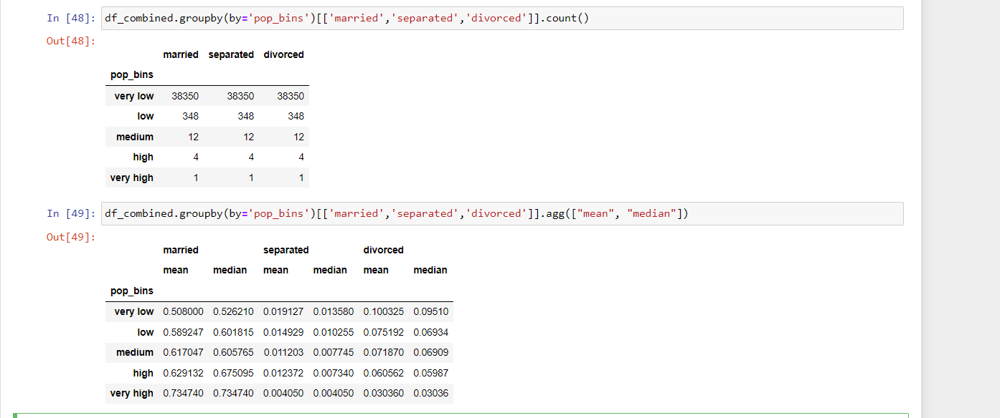 In [48]: df_combined.groupby(by='pop_bins')[['married','separated','divorced']].count()
Out[48]:
married separated divorced
pop_bins
very low 38350 38350 38350
low 348 348 348
medium 12 12 12
high 4 4 4
very high 1 1 1
In [49]: df_combined.groupby(by='pop_bins')[['married','separated','divorced']].agg(["mean", "median"])
Out[49]:
married separated divorced
mean median mean median mean median
pop_bins
very low 0.508000 0.526210 0.019127 0.013580 0.100325 0.09510
low 0.589247 0.601815 0.014929 0.010255 0.075192 0.06934
medium 0.617047 0.605765 0.011203 0.007745 0.071870 0.06909
high 0.629132 0.675095 0.012372 0.007340 0.060562 0.05987
very high 0.734740 0.734740 0.004050 0.004050 0.030360 0.03036